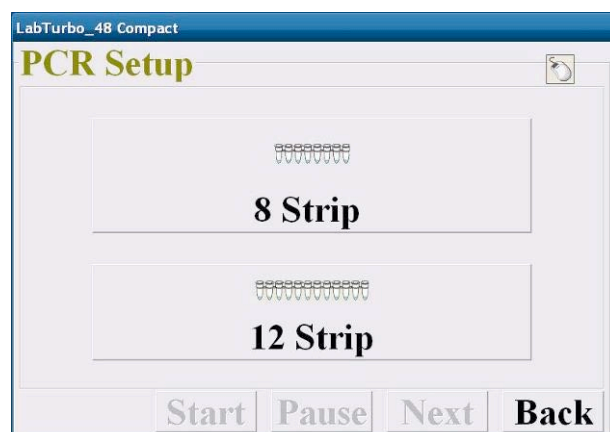 LabTurbo_48 Compact
PCR Setup
8 Strip
12 Strip
Start Pause Next Back